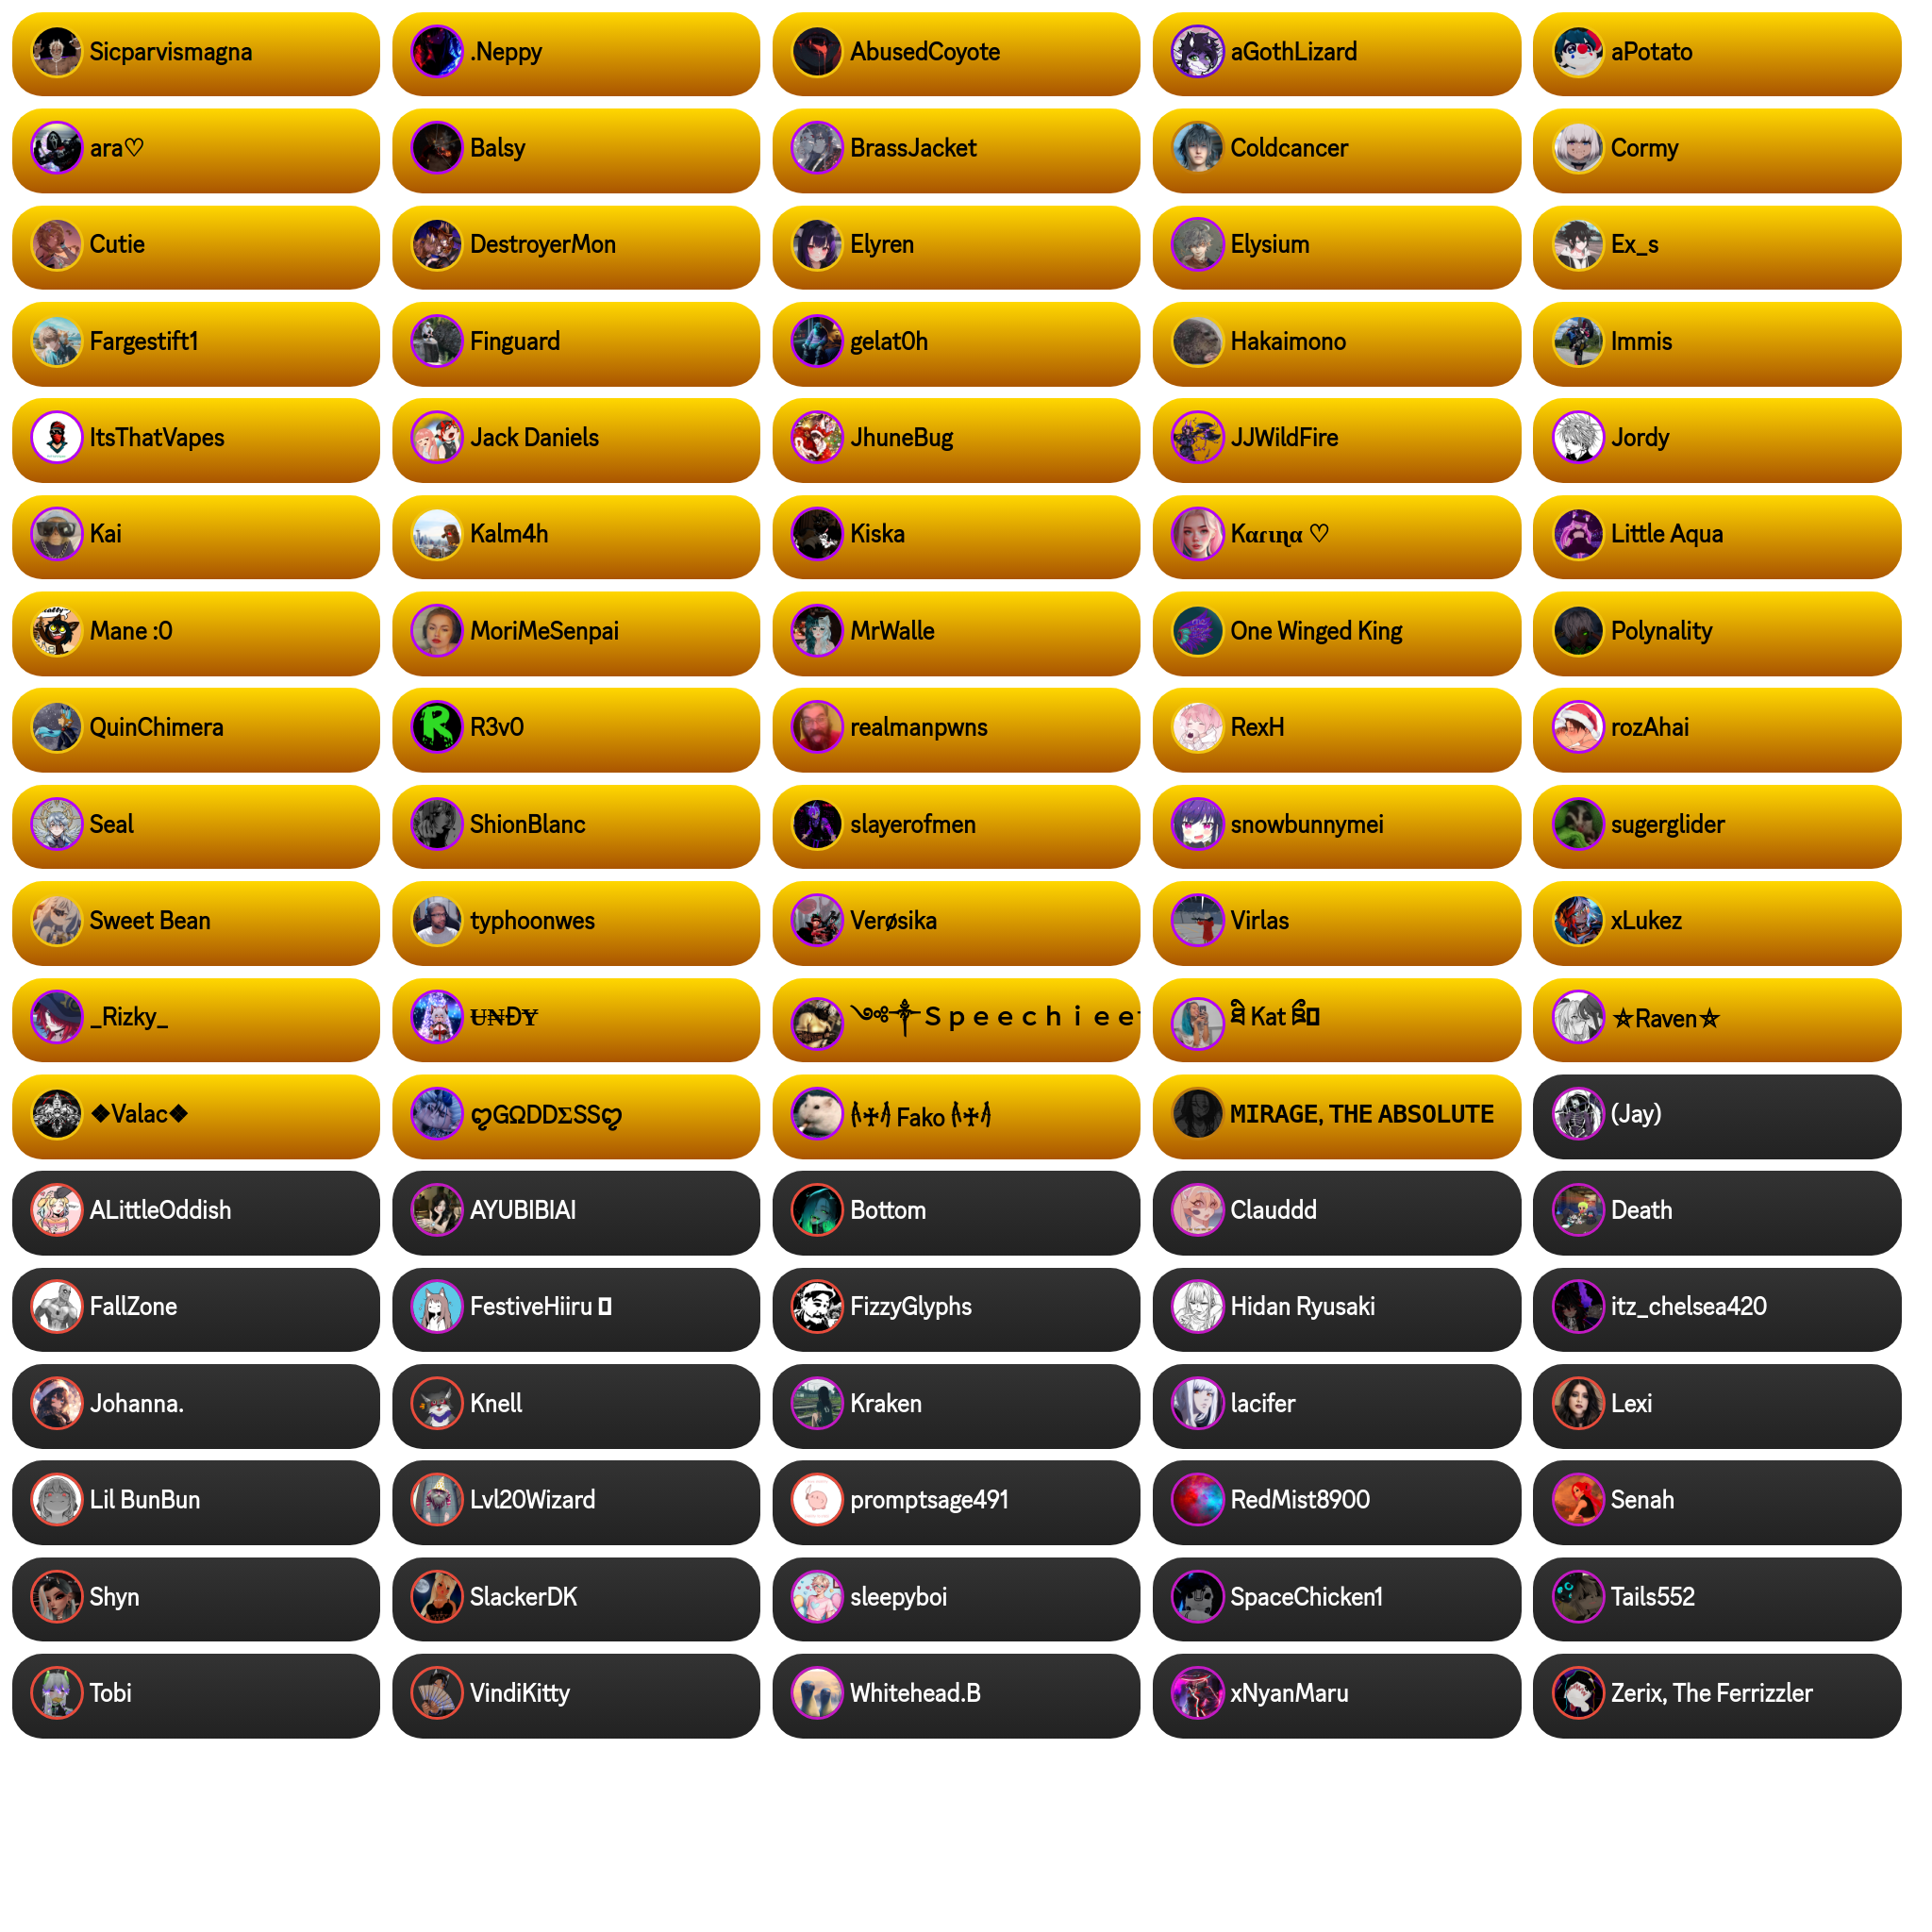 Sicparvismagna
.Neppy
AbusedCoyote
aGothLizard
aPotato
ara♡
Balsy
BrassJacket
Coldcancer
Cormy
Cutie
DestroyerMon
Elyren
Elysium
Ex_s
Fargestift1
Finguard
gelat0h
Hakaimono
Immis
ItsThatVapes
Jack Daniels
JhuneBug
JJWildFire
Jordy
Kai
Kalm4h
Kiska
Kαɾιɳα ♡
Little Aqua
Mane :0
MoriMeSenpai
MrWalle
One Winged King
Polynality
QuinChimera
R3v0
realmanpwns
RexH
rozAhai
Seal
ShionBlanc
slayerofmen
snowbunnymei
sugerglider
Sweet Bean
typhoonwes
Verøsika
Virlas
xLukez
_Rizky_
U̶N̶ĐY̶
Ｓｐｅｅｃｈｉｅｅ
Kat
⛤Raven⛤
❖Valac❖
ღGΩDDΣSSღ
Fako
MIRAGE, THE ABSOLUTE
(Jay)
ALittleOddish
AYUBIBIAI
Bottom
Clauddd
Death
FallZone
FestiveHiiru
FizzyGlyphs
Hidan Ryusaki
itz_chelsea420
Johanna.
Knell
Kraken
lacifer
Lexi
Lil BunBun
Lvl20Wizard
promptsage491
RedMist8900
Senah
Shyn
SlackerDK
sleepyboi
SpaceChicken1
Tails552
Tobi
VindiKitty
Whitehead.B
xNyanMaru
Zerix, The Ferrizzler